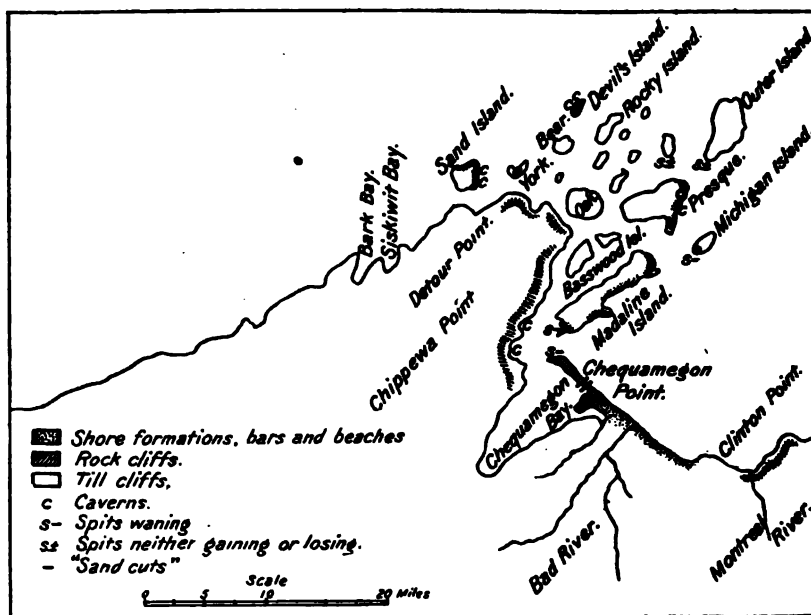 Devil's Island.
Rocky Island.
Outer Island
Bear.
SS
Sand Island.
York.
Oak
Presque.
Michigan Island
Bark Bay.
Siskiwit Bay.
Detour Point.
Basswood Isl.
Madaline
Island.
Chippewa Point
Chequamegon
Point.
Chequamegon
Bay.
Clinton Point.
Bad River.
Montreal
River.
Shore formations, bars and beaches
Rock cliffs.
Till cliffs,
c Caverns.
s- Spits waning
s± Spits neither gaining or losing.
- "Sand cuts"
Scale
0 5 10 20 Miles